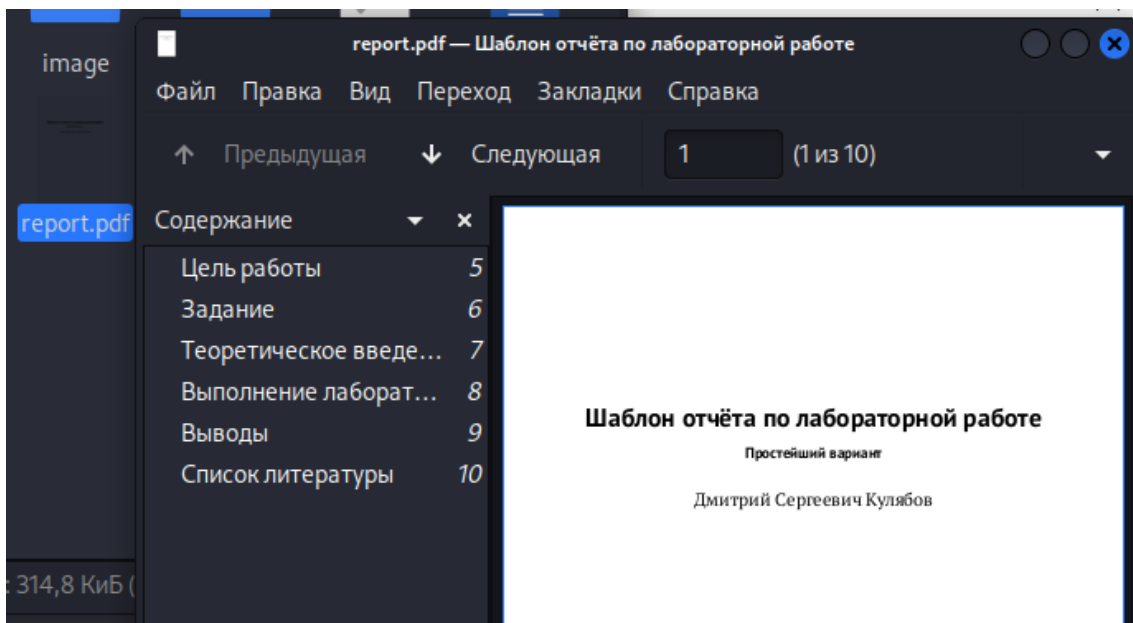 image
report.pdf
: 314,8 КиБ (
report.pdf — Шаблон отчёта по лабораторной работе
Файл Правка Вид Переход Закладки Справка
Предыдущая Следующая 1 (1 из 10)
Содержание
Цель работы 5
Задание 6
Теоретическое введе... 7
Выполнение лаборат... 8
Выводы 9
Список литературы 10
Шаблон отчёта по лабораторной работе
Простейший вариант
Дмитрий Сергеевич Кулябов